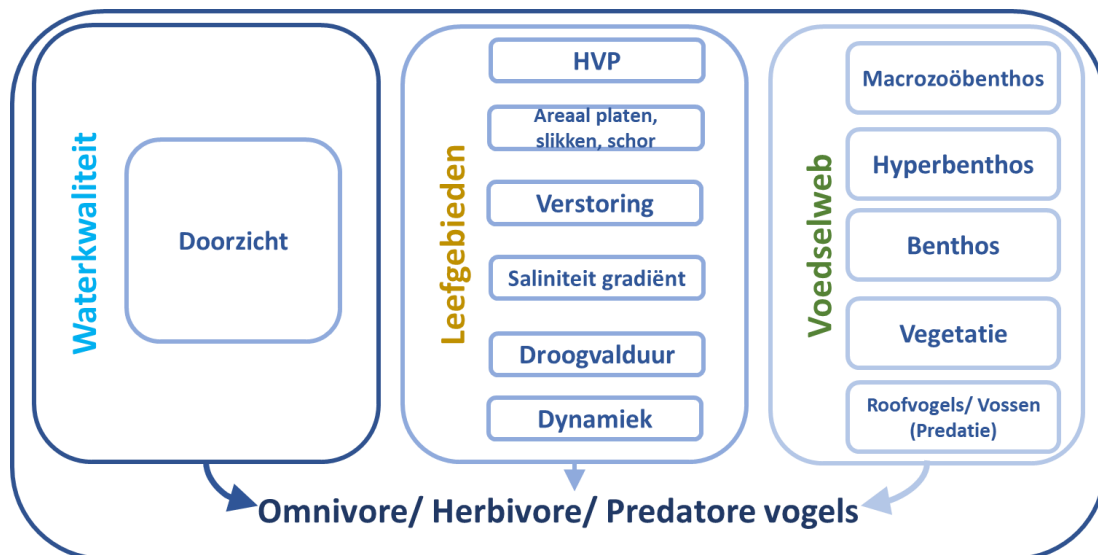 Waterkwaliteit
Doorzicht
Leefgebieden
HVP
Areaal platen,
slikken, schor
Verstoring
Saliniteit gradiënt
Droogvalduur
Dynamiek
Voedselweb
Macrozoöbenthos
Hyperbenthos
Benthos
Vegetatie
Roofvogels/ Vossen
(Predatie)
Omnivore/ Herbivore/ Predatore vogels